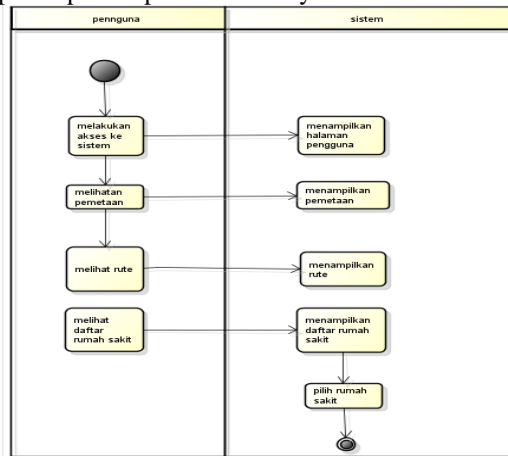 pennguna
sistem
melakukan
akses ke
sistem
menampilkan
halaman
pengguna
melihatan
pemetaan
menampilkan
pemetaan
melihat rute
menampilkan
rute
melihat
daftar
rumah sakit
menampilkan
daftar rumah
sakit
pilih rumah
sakit